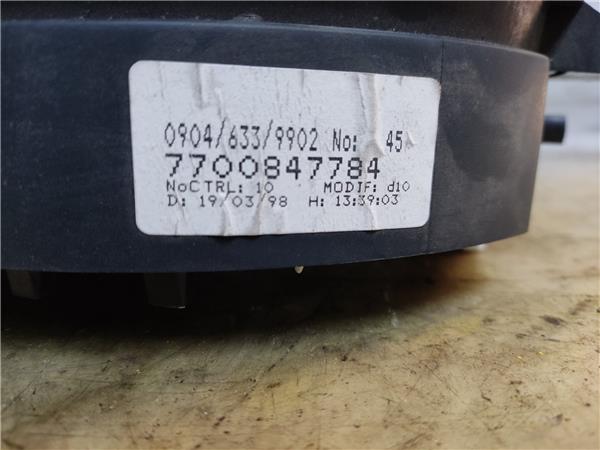 0904/633/9902 No: 45
7700847784
NoCTRL: 10 MODIF: d10
D: 19/03/98 H: 13:39:03